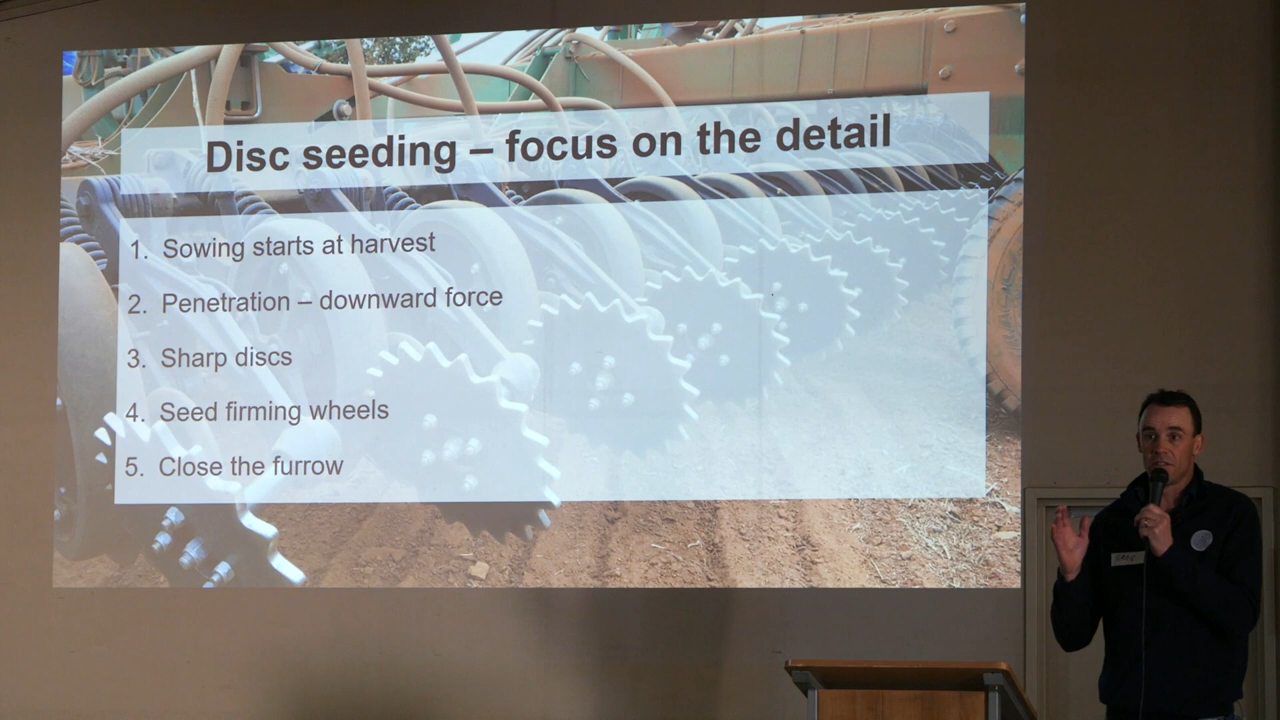 Disc seeding – focus on the detail
1. Sowing starts at harvest
2. Penetration – downward force
3. Sharp discs
4. Seed firming wheels
5. Close the furrow